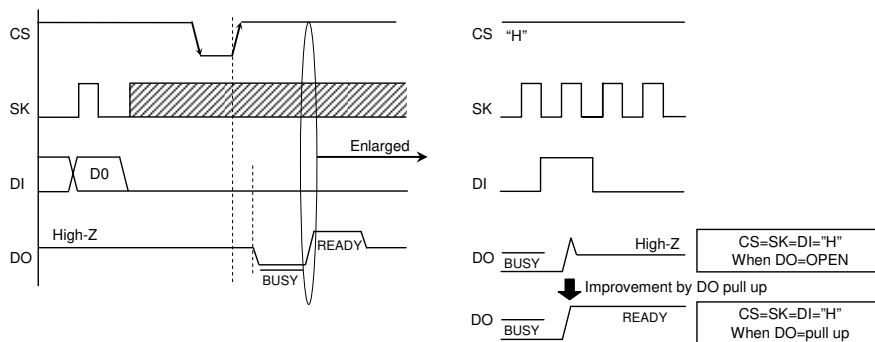 CS
SK
DI
D0
DO
High-Z
BUSY
READY
Enlarged
CS
“H”
SK
DI
DO
BUSY
High-Z
CS=SK=DI=”H”
When DO=OPEN
Improvement by DO pull up
DO
BUSY
READY
CS=SK=DI=”H”
When DO=pull up